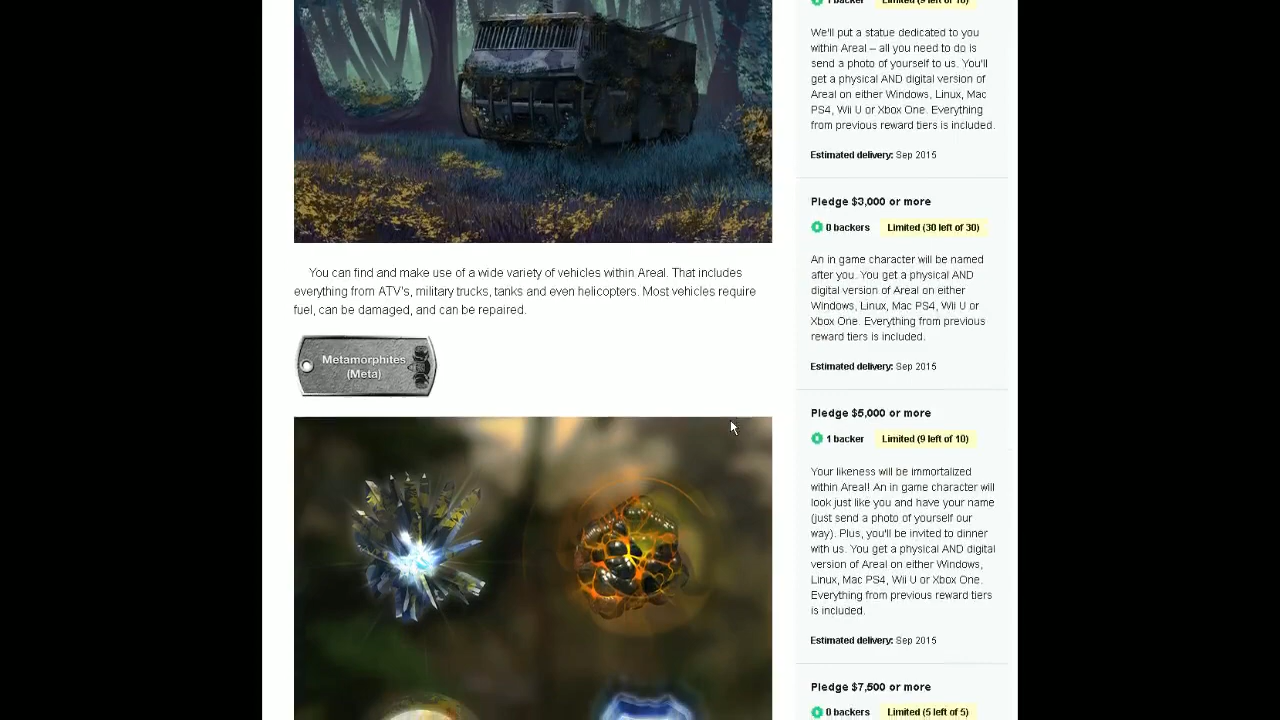 You can find and make use of a wide variety of vehicles within Areal. That includes
everything from ATV's, military trucks, tanks and even helicopters. Most vehicles require
fuel, can be damaged, and can be repaired.
Metamorphites
(Meta)
1 backer Limited (9 left of 10)
We'll put a statue dedicated to you
within Areal – all you need to do is
send a photo of yourself to us. You'll
get a physical AND digital version of
Areal on either Windows, Linux, Mac
PS4, Wii U or Xbox One. Everything
from previous reward tiers is included.
Estimated delivery: Sep 2015
Pledge $3,000 or more
0 backers Limited (30 left of 30)
An in game character will be named
after you. You get a physical AND
digital version of Areal on either
Windows, Linux, Mac PS4, Wii U or
Xbox One. Everything from previous
reward tiers is included.
Estimated delivery: Sep 2015
Pledge $5,000 or more
1 backer Limited (9 left of 10)
Your likeness will be immortalized
within Areal! An in game character will
look just like you and have your name
(just send a photo of yourself our
way). Plus, you'll be invited to dinner
with us. You get a physical AND digital
version of Areal on either Windows,
Linux, Mac PS4, Wii U or Xbox One.
Everything from previous reward tiers
is included.
Estimated delivery: Sep 2015
Pledge $7,500 or more
0 backers Limited (5 left of 5)